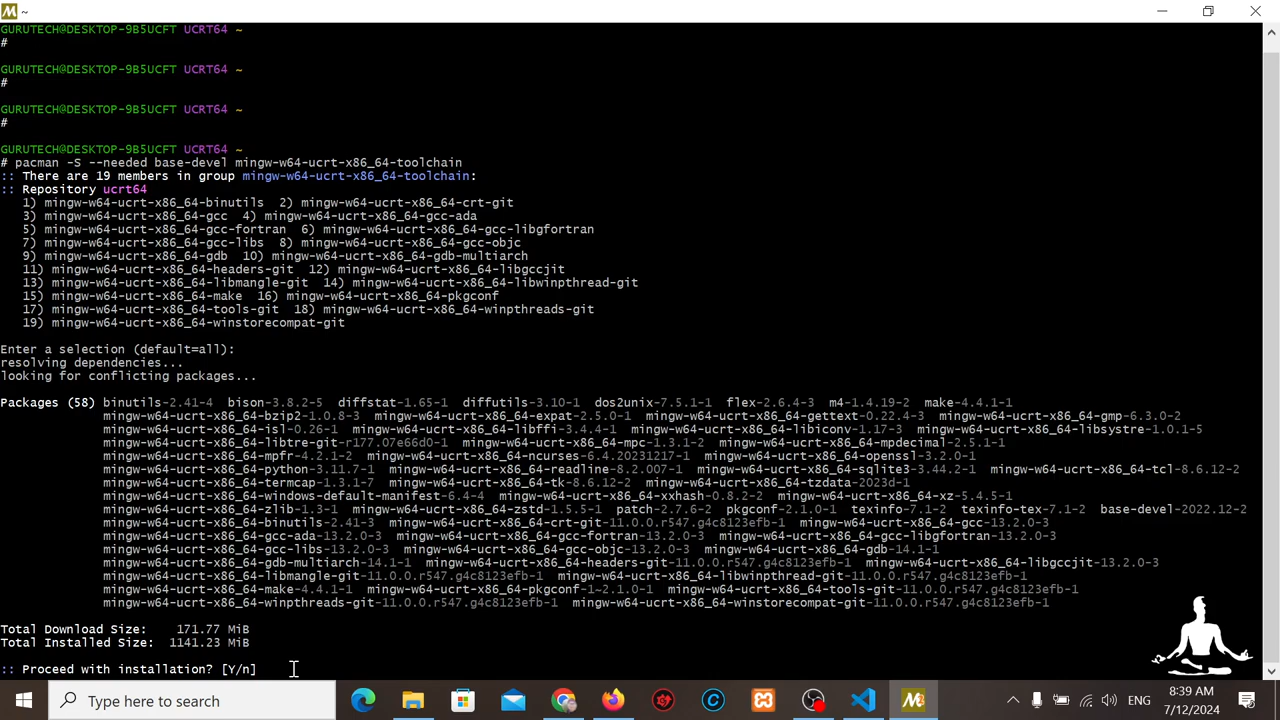 ~
GURUTECH@DESKTOP-9B5UCFT UCRT64 ~
#
GURUTECH@DESKTOP-9B5UCFT UCRT64 ~
#
GURUTECH@DESKTOP-9B5UCFT UCRT64 ~
#
GURUTECH@DESKTOP-9B5UCFT UCRT64 ~
# pacman -S --needed base-devel mingw-w64-ucrt-x86_64-toolchain
:: There are 19 members in group mingw-w64-ucrt-x86_64-toolchain:
:: Repository ucrt64
1) mingw-w64-ucrt-x86_64-binutils 2) mingw-w64-ucrt-x86_64-crt-git
3) mingw-w64-ucrt-x86_64-gcc 4) mingw-w64-ucrt-x86_64-gcc-ada
5) mingw-w64-ucrt-x86_64-gcc-fortran 6) mingw-w64-ucrt-x86_64-gcc-libgfortran
7) mingw-w64-ucrt-x86_64-gcc-libs 8) mingw-w64-ucrt-x86_64-gcc-objc
9) mingw-w64-ucrt-x86_64-gdb 10) mingw-w64-ucrt-x86_64-gdb-multiarch
11) mingw-w64-ucrt-x86_64-headers-git 12) mingw-w64-ucrt-x86_64-libgccjit
13) mingw-w64-ucrt-x86_64-libmangle-git 14) mingw-w64-ucrt-x86_64-libwinpthread-git
15) mingw-w64-ucrt-x86_64-make 16) mingw-w64-ucrt-x86_64-pkgconf
17) mingw-w64-ucrt-x86_64-tools-git 18) mingw-w64-ucrt-x86_64-winpthreads-git
19) mingw-w64-ucrt-x86_64-winstorecompat-git
Enter a selection (default=all):
resolving dependencies...
looking for conflicting packages...
Packages (58) binutils-2.41-4 bison-3.8.2-5 diffstat-1.65-1 diffutils-3.10-1 dos2unix-7.5.1-1 flex-2.6.4-3 m4-1.4.19-2 make-4.4.1-1
mingw-w64-ucrt-x86_64-bzip2-1.0.8-3 mingw-w64-ucrt-x86_64-expat-2.5.0-1 mingw-w64-ucrt-x86_64-gettext-0.22.4-3 mingw-w64-ucrt-x86_64-gmp-6.3.0-2
mingw-w64-ucrt-x86_64-isl-0.26-1 mingw-w64-ucrt-x86_64-libffi-3.4.4-1 mingw-w64-ucrt-x86_64-libiconv-1.17-3 mingw-w64-ucrt-x86_64-libsystre-1.0.1-5
mingw-w64-ucrt-x86_64-libtre-git-r177.07e66d0-1 mingw-w64-ucrt-x86_64-mpc-1.3.1-2 mingw-w64-ucrt-x86_64-mpdecimal-2.5.1-1
mingw-w64-ucrt-x86_64-mpfr-4.2.1-2 mingw-w64-ucrt-x86_64-ncurses-6.4.20231217-1 mingw-w64-ucrt-x86_64-openssl-3.2.0-1
mingw-w64-ucrt-x86_64-python-3.11.7-1 mingw-w64-ucrt-x86_64-readline-8.2.007-1 mingw-w64-ucrt-x86_64-sqlite3-3.44.2-1 mingw-w64-ucrt-x86_64-tcl-8.6.12-2
mingw-w64-ucrt-x86_64-termcap-1.3.1-7 mingw-w64-ucrt-x86_64-tk-8.6.12-2 mingw-w64-ucrt-x86_64-tzdata-2023d-1
mingw-w64-ucrt-x86_64-windows-default-manifest-6.4-4 mingw-w64-ucrt-x86_64-xxhash-0.8.2-2 mingw-w64-ucrt-x86_64-xz-5.4.5-1
mingw-w64-ucrt-x86_64-zlib-1.3-1 mingw-w64-ucrt-x86_64-zstd-1.5.5-1 patch-2.7.6-2 pkgconf-2.1.0-1 texinfo-7.1-2 texinfo-tex-7.1-2 base-devel-2022.12-2
mingw-w64-ucrt-x86_64-binutils-2.41-3 mingw-w64-ucrt-x86_64-crt-git-11.0.0.r547.g4c8123efb-1 mingw-w64-ucrt-x86_64-gcc-13.2.0-3
mingw-w64-ucrt-x86_64-gcc-ada-13.2.0-3 mingw-w64-ucrt-x86_64-gcc-fortran-13.2.0-3 mingw-w64-ucrt-x86_64-gcc-libgfortran-13.2.0-3
mingw-w64-ucrt-x86_64-gcc-libs-13.2.0-3 mingw-w64-ucrt-x86_64-gcc-objc-13.2.0-3 mingw-w64-ucrt-x86_64-gdb-14.1-1
mingw-w64-ucrt-x86_64-gdb-multiarch-14.1-1 mingw-w64-ucrt-x86_64-headers-git-11.0.0.r547.g4c8123efb-1 mingw-w64-ucrt-x86_64-libgccjit-13.2.0-3
mingw-w64-ucrt-x86_64-libmangle-git-11.0.0.r547.g4c8123efb-1 mingw-w64-ucrt-x86_64-libwinpthread-git-11.0.0.r547.g4c8123efb-1
mingw-w64-ucrt-x86_64-make-4.4.1-1 mingw-w64-ucrt-x86_64-pkgconf-1~2.1.0-1 mingw-w64-ucrt-x86_64-tools-git-11.0.0.r547.g4c8123efb-1
mingw-w64-ucrt-x86_64-winpthreads-git-11.0.0.r547.g4c8123efb-1 mingw-w64-ucrt-x86_64-winstorecompat-git-11.0.0.r547.g4c8123efb-1
Total Download Size: 171.77 MiB
Total Installed Size: 1141.23 MiB
:: Proceed with installation? [Y/n]
Type here to search
ENG
8:39 AM
7/12/2024